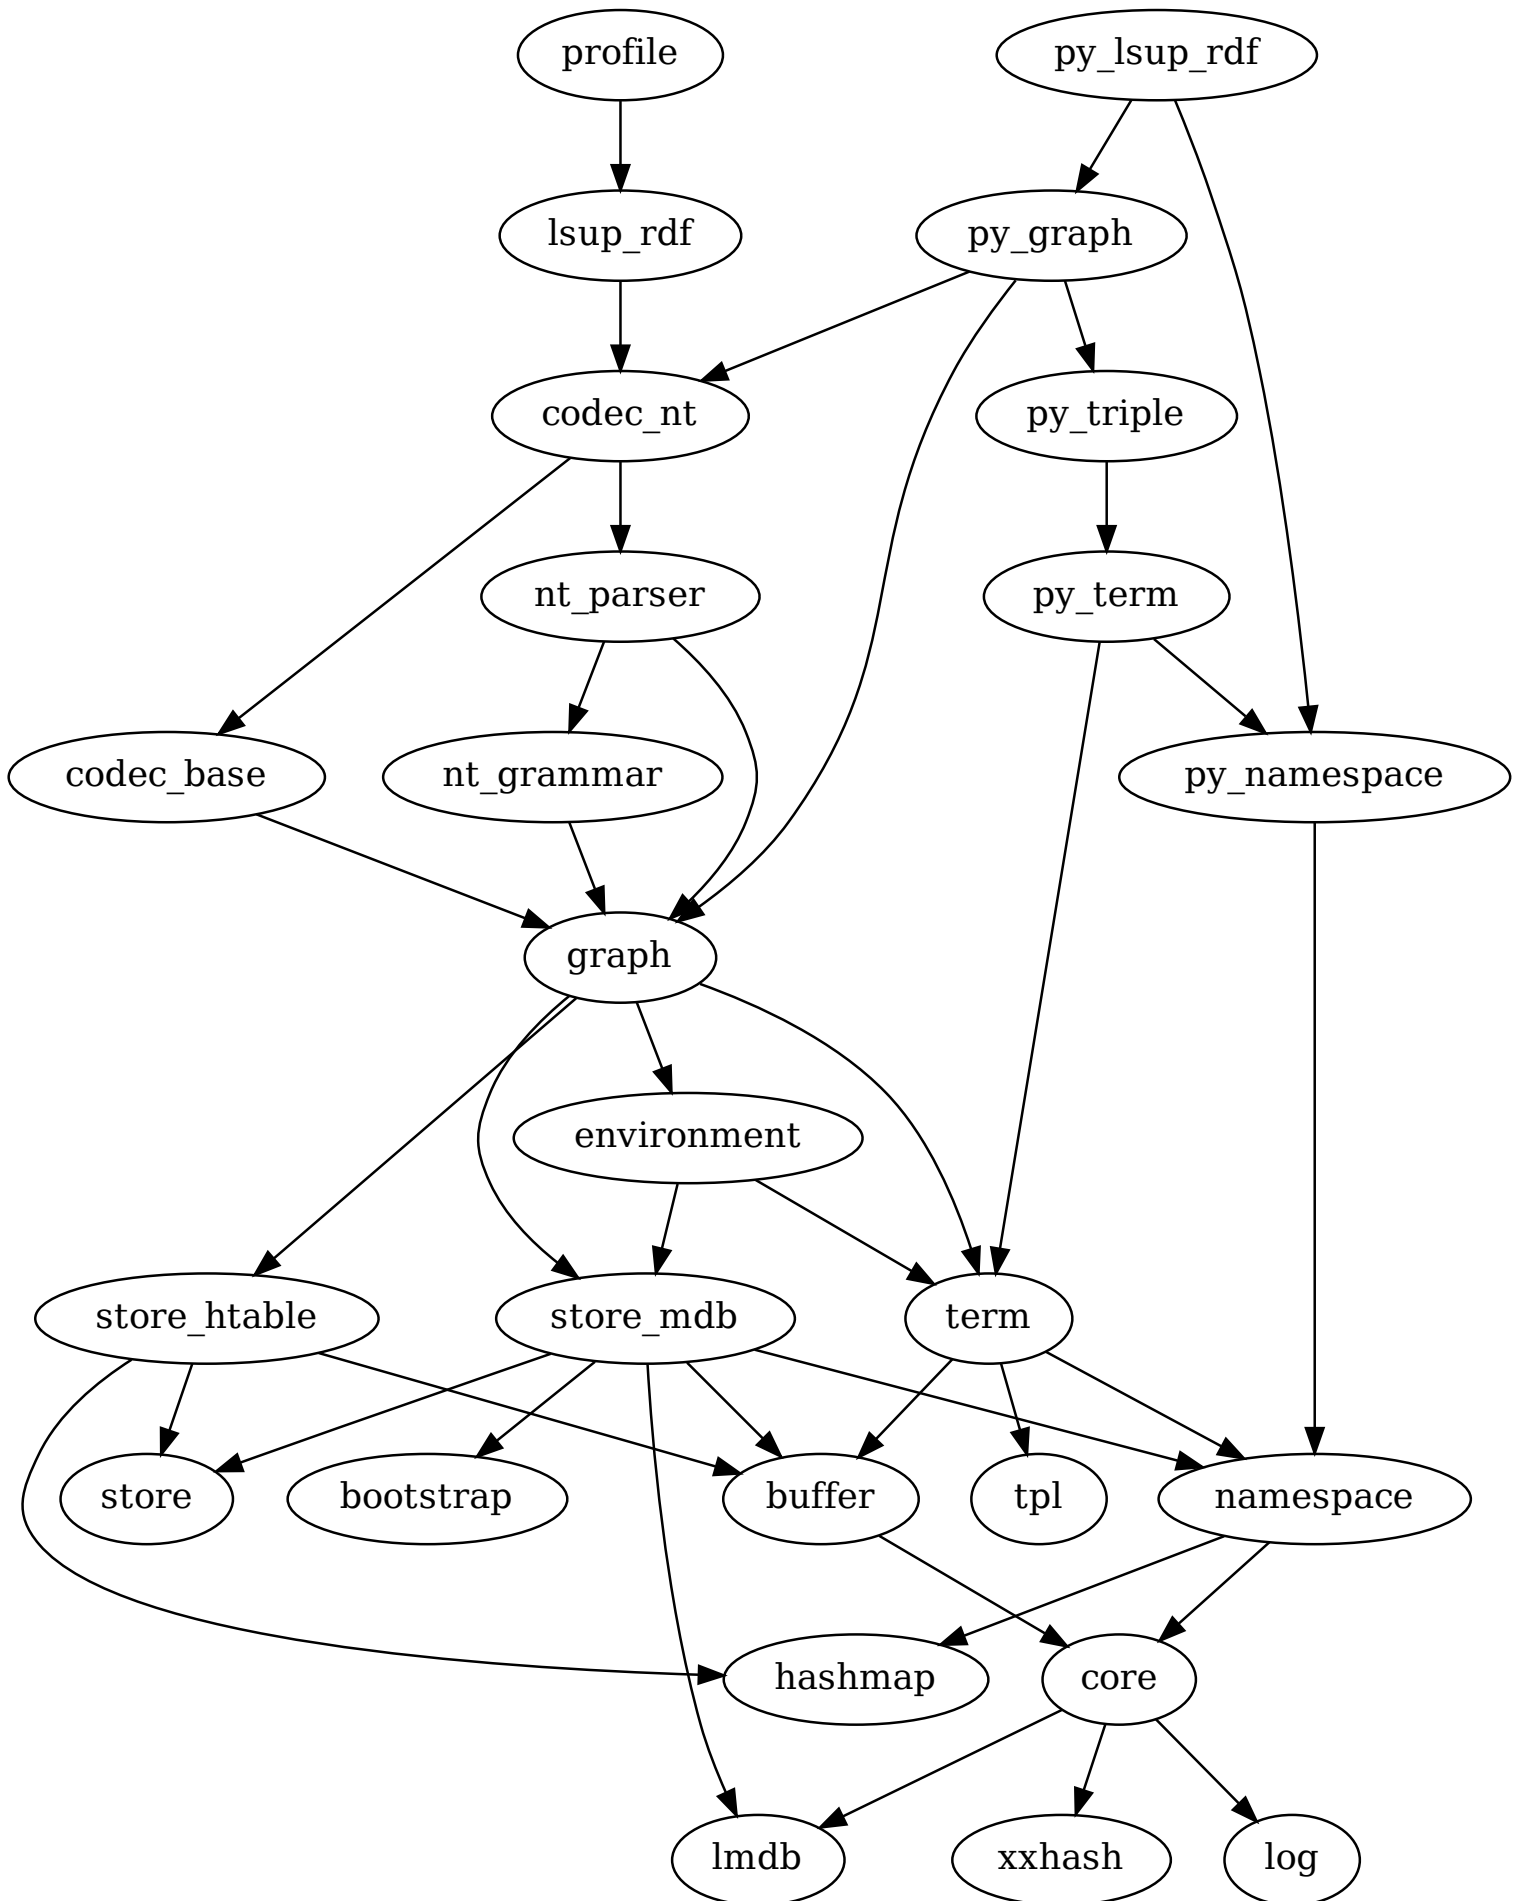 profile
py_lsup_rdf
lsup_rdf
py_graph
codec_nt
py_triple
nt_parser
py_term
codec_base
nt_grammar
py_namespace
graph
environment
store_htable
store_mdb
term
store
bootstrap
buffer
tpl
namespace
hashmap
core
lmdb
xxhash
log